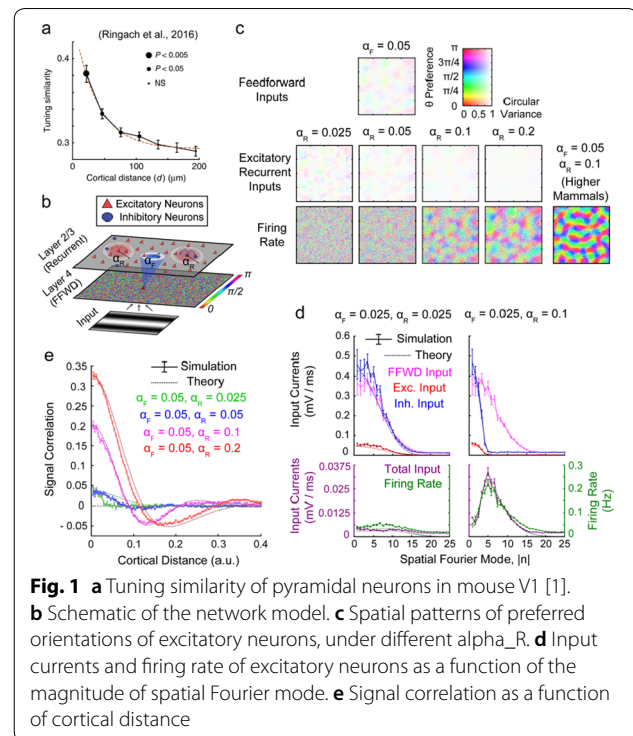 a
(Ringach et al., 2016)
0.4
0.3
Tuning similarity
P < 0.005
P < 0.05
NS
0
100
200
Cortical distance (d) (μm)
b
Excitatory Neurons
Inhibitory Neurons
Layer 2/3
(Recurrent)
αR
αF
αR
Layer 4
(FFWD)
π
π/2
0
Input
c
αF = 0.05
Feedforward
Inputs
θ Preference
π
3π/4
π/2
π/4
0
0 0.5 1
Circular
Variance
αR = 0.025
αR = 0.05
αR = 0.1
αR = 0.2
αF = 0.05
αR = 0.1
(Higher
Mammals)
Excitatory
Recurrent
Inputs
Firing
Rate
d
αF = 0.025, αR = 0.025
αF = 0.025, αR = 0.1
Input Currents
(mV / ms)
0.6
0.5
0.4
0.3
0.2
0.1
0
Simulation
Theory
FFWD Input
Exc. Input
Inh. Input
Input Currents
(mV / ms)
0.0375
0.025
0.0125
0
Total Input
Firing Rate
0.3
0.2
0.1
0
Firing Rate
(Hz)
0 5 10 15 20 25
0 5 10 15 20 25
Spatial Fourier Mode, |n|
e
Signal Correlation
0.35
0.3
0.25
0.2
0.15
0.1
0.05
0
- 0.05
Simulation
Theory
αF = 0.05, αR = 0.025
αF = 0.05, αR = 0.05
αF = 0.05, αR = 0.1
αF = 0.05, αR = 0.2
0 0.1 0.2 0.3 0.4
Cortical Distance (a.u.)
Fig. 1 a Tuning similarity of pyramidal neurons in mouse V1 [1].
b Schematic of the network model. c Spatial patterns of preferred
orientations of excitatory neurons, under different alpha_R. d Input
currents and firing rate of excitatory neurons as a function of the
magnitude of spatial Fourier mode. e Signal correlation as a function
of cortical distance